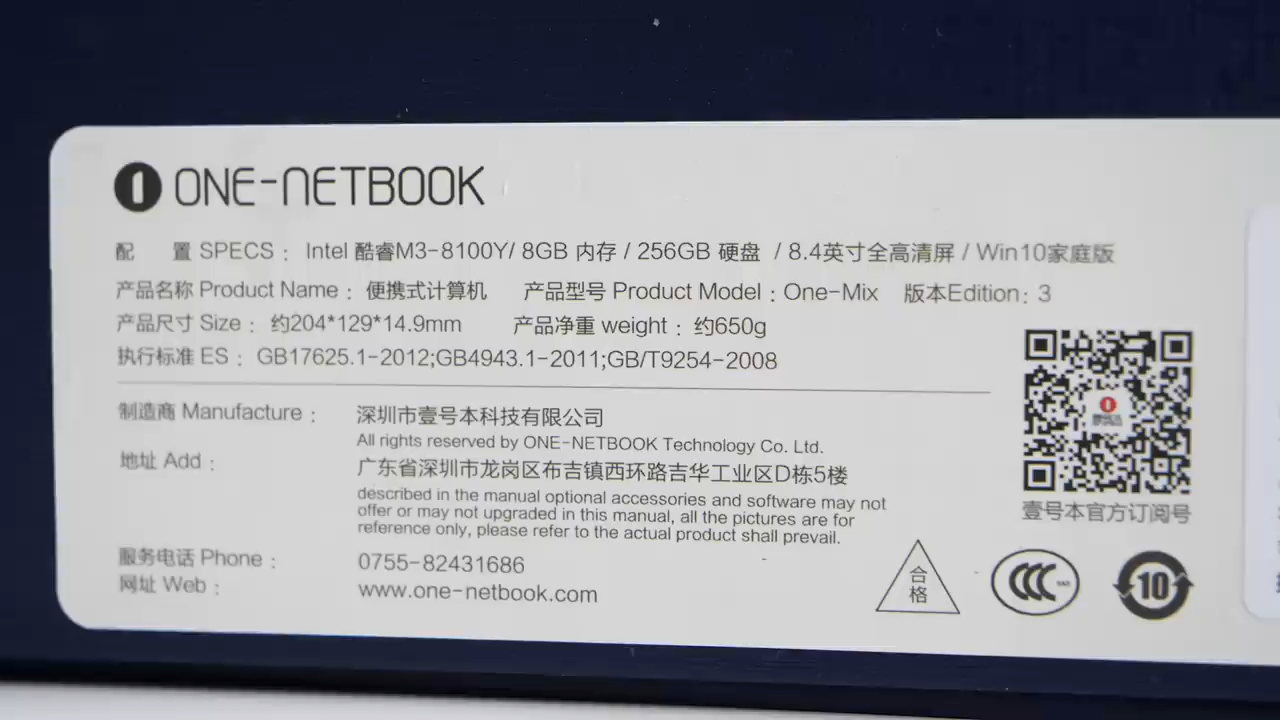 ONE-NETBOOK
配 置 SPECS： Intel 酷睿M3-8100Y/ 8GB 内存 / 256GB 硬盘 / 8.4英寸全高清屏 / Win10家庭版
产品名称 Product Name： 便携式计算机 产品型号 Product Model：One-Mix 版本Edition：3
产品尺寸 Size： 约204*129*14.9mm 产品净重 weight： 约650g
执行标准 ES： GB17625.1-2012;GB4943.1-2011;GB/T9254-2008
制造商 Manufacture： 深圳市壹号本科技有限公司
All rights reserved by ONE-NETBOOK Technology Co. Ltd.
地址 Add： 广东省深圳市龙岗区布吉镇西环路吉华工业区D栋5楼
described in the manual optional accessories and software may not
offer or may not upgraded in this manual, all the pictures are for
reference only, please refer to the actual product shall prevail.
服务电话 Phone： 0755-82431686
网址 Web： www.one-netbook.com
壹号本官方订阅号
合
格
CCC
10